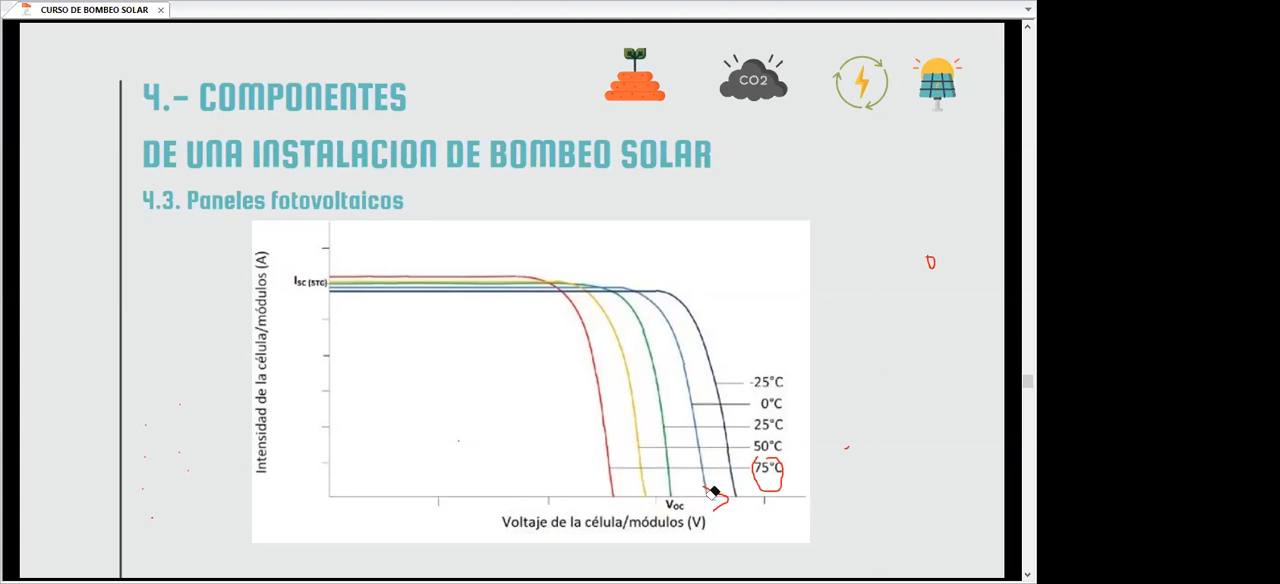 CURSO DE BOMBEO SOLAR
CO2
4.- COMPONENTES
DE UNA INSTALACION DE BOMBEO SOLAR
4.3. Paneles fotovoltaicos
Intensidad de la célula/módulos (A)
ISC (STC)
-25°C
0°C
25°C
50°C
75°C
VOC
Voltaje de la célula/módulos (V)